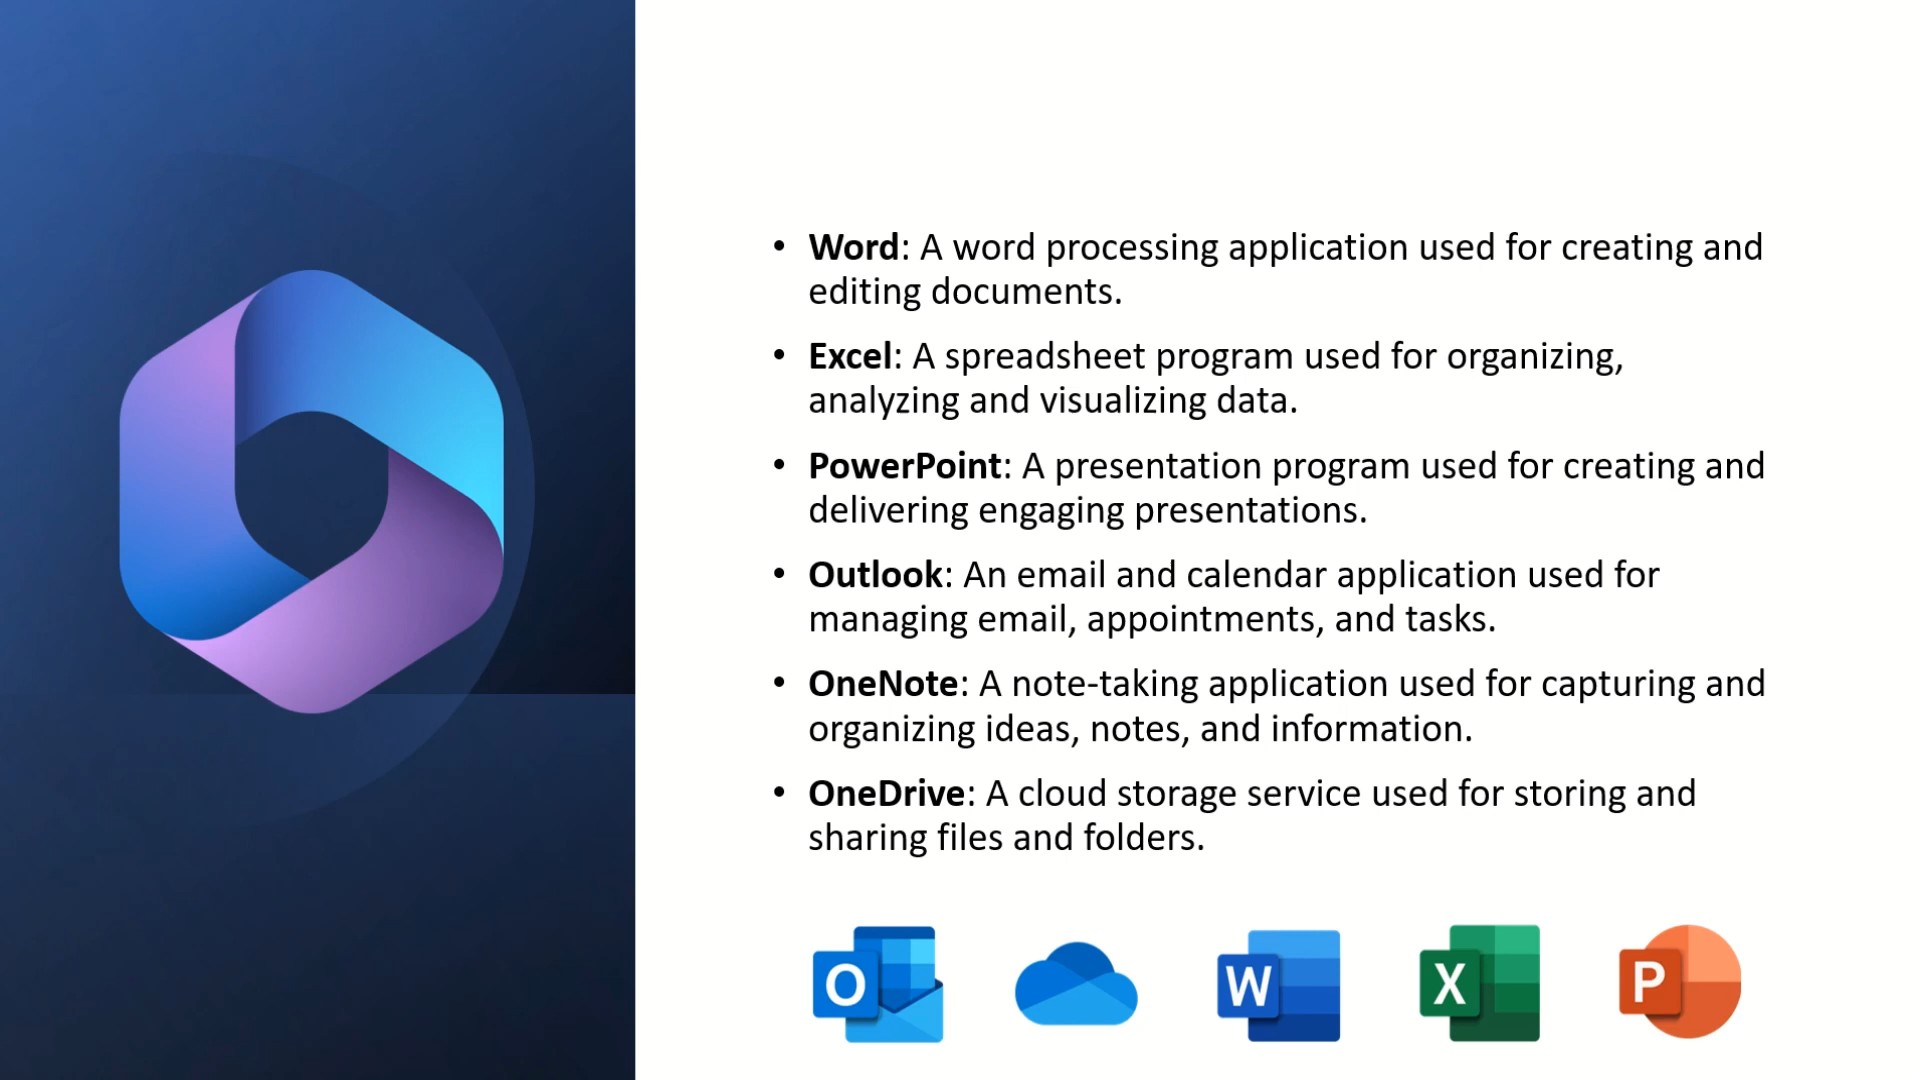 • Word: A word processing application used for creating and
editing documents.
• Excel: A spreadsheet program used for organizing,
analyzing and visualizing data.
• PowerPoint: A presentation program used for creating and
delivering engaging presentations.
• Outlook: An email and calendar application used for
managing email, appointments, and tasks.
• OneNote: A note-taking application used for capturing and
organizing ideas, notes, and information.
• OneDrive: A cloud storage service used for storing and
sharing files and folders.
O W X P